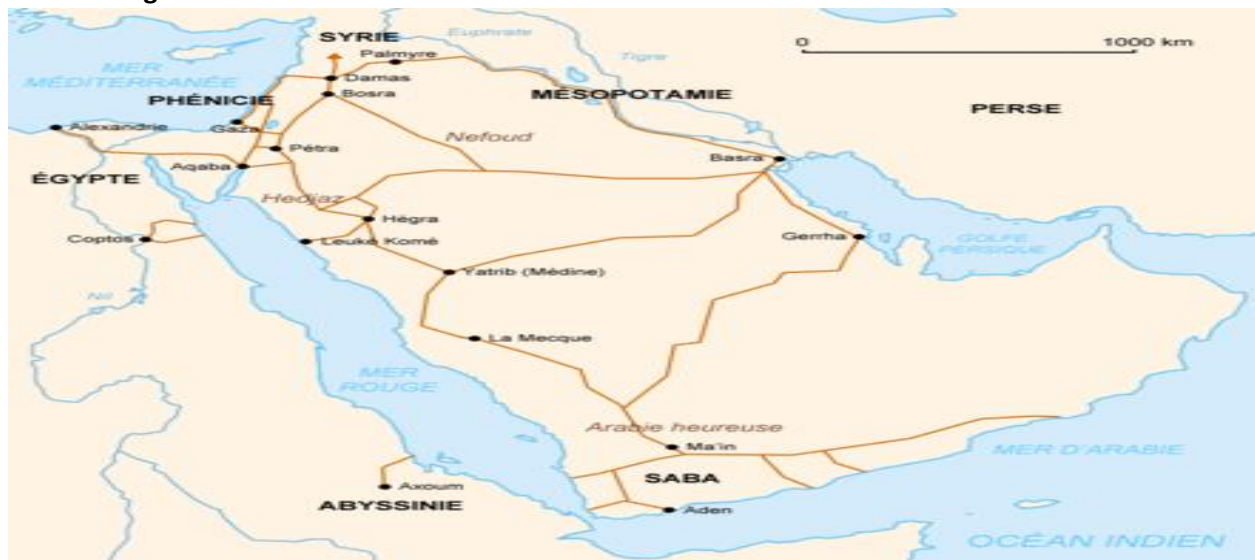 SYRIE
Euphrate
Palmyre
0 1000 km
MER
MÉDITERRANÉE
Tigre
Damas
PHÉNICIE
Bosra
MÉSOPOTAMIE
PERSE
Alexandrie
Gaza
Nefoud
Pétra
Basra
Aqaba
ÉGYPTE
Hedjaz
Hégra
Coptos
Leukè Komè
Gerrha
GOLFE
PERSIQUE
Yatrib (Médine)
Nil
La Mecque
MER
ROUGE
Arabie heureuse
Ma'in
MER D'ARABIE
SABA
Axoum
ABYSSINIE
Aden
OCÉAN INDIEN